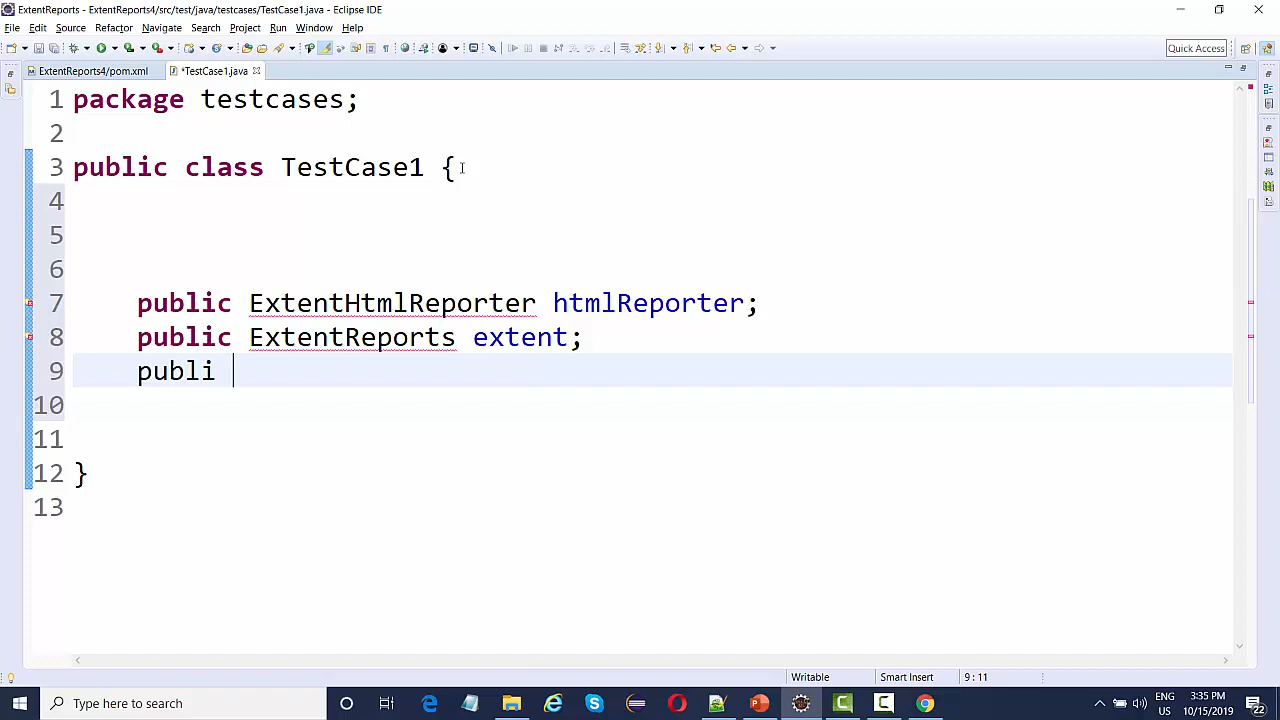 ExtentReports - ExtentReports4/src/test/java/testcases/TestCase1.java - Eclipse IDE
File Edit Source Refactor Navigate Search Project Run Window Help
Quick Access
ExtentReports4/pom.xml *TestCase1.java
1 package testcases;
2
3 public class TestCase1 {
4
5
6
7 public ExtentHtmlReporter htmlReporter;
8 public ExtentReports extent;
9 publi
10
11
12 }
13
Writable Smart Insert 9 : 11
Type here to search
ENG 3:35 PM
US 10/15/2019 22